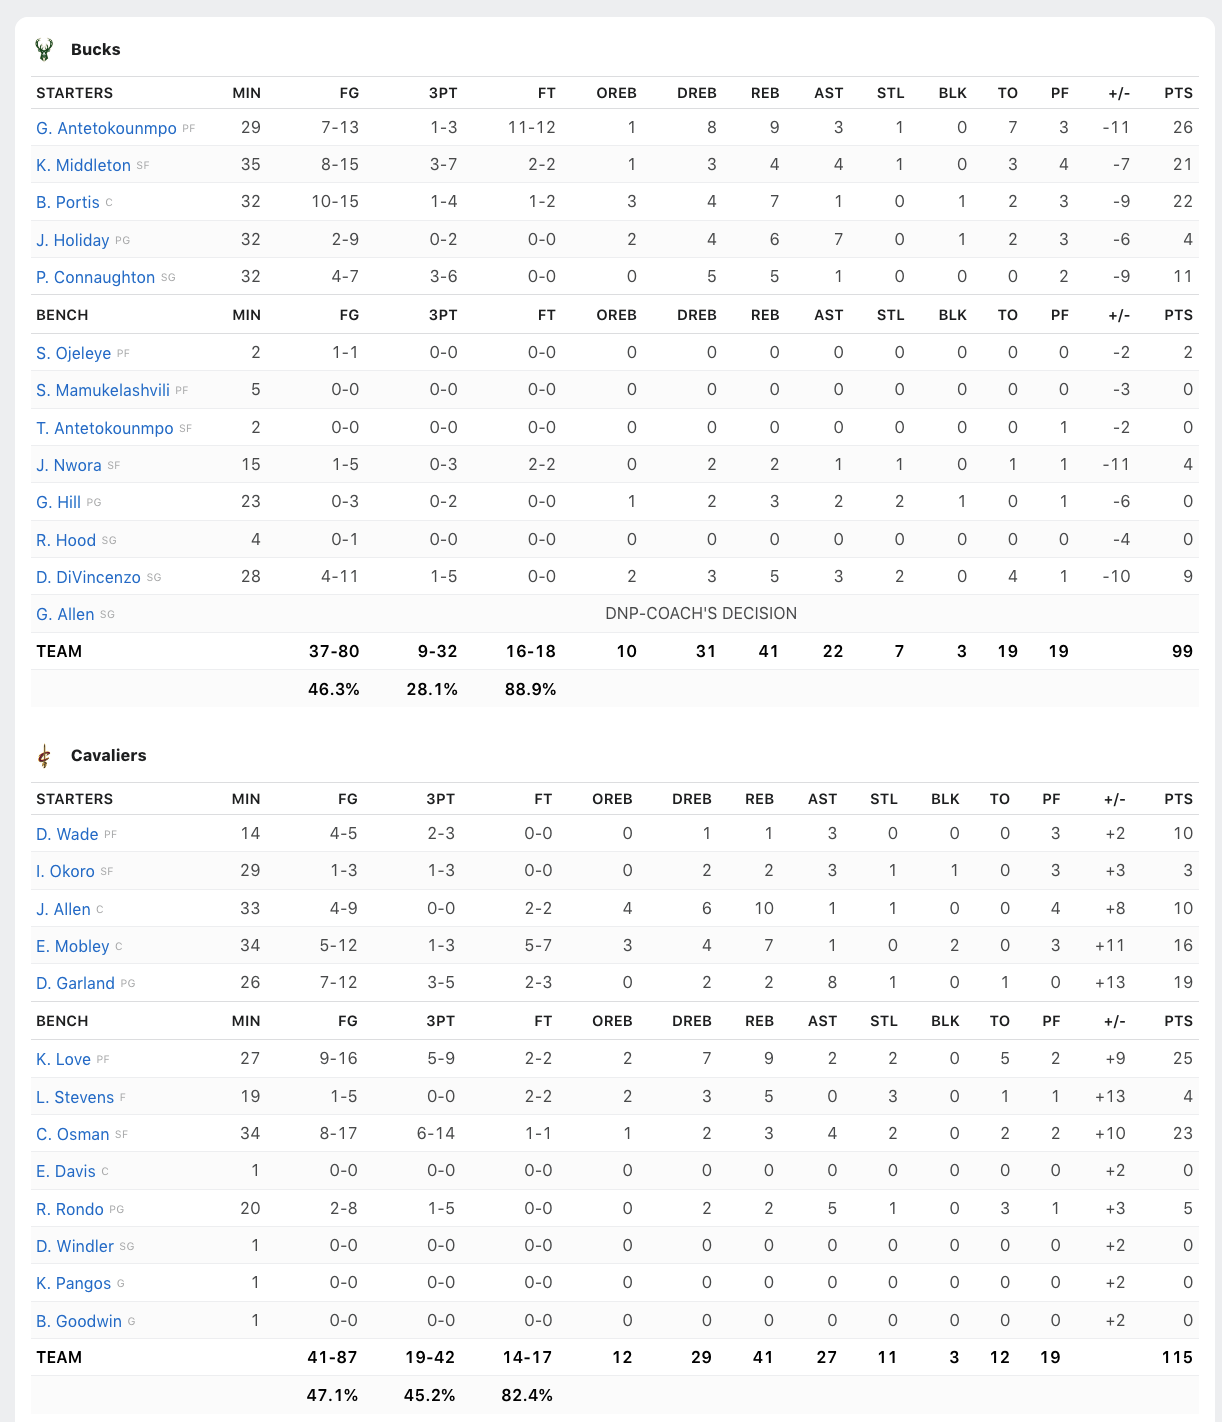 Bucks
STARTERS MIN FG 3PT FT OREB DREB REB AST STL BLK TO PF +/- PTS
G. Antetokounmpo PF 29 7-13 1-3 11-12 1 8 9 3 1 0 7 3 -11 26
K. Middleton SF 35 8-15 3-7 2-2 1 3 4 4 1 0 3 4 -7 21
B. Portis C 32 10-15 1-4 1-2 3 4 7 1 0 1 2 3 -9 22
J. Holiday PG 32 2-9 0-2 0-0 2 4 6 7 0 1 2 3 -6 4
P. Connaughton SG 32 4-7 3-6 0-0 0 5 5 1 0 0 0 2 -9 11
BENCH MIN FG 3PT FT OREB DREB REB AST STL BLK TO PF +/- PTS
S. Ojeleye PF 2 1-1 0-0 0-0 0 0 0 0 0 0 0 0 -2 2
S. Mamukelashvili PF 5 0-0 0-0 0-0 0 0 0 0 0 0 0 0 -3 0
T. Antetokounmpo SF 2 0-0 0-0 0-0 0 0 0 0 0 0 0 1 -2 0
J. Nwora SF 15 1-5 0-3 2-2 0 2 2 1 1 0 1 1 -11 4
G. Hill PG 23 0-3 0-2 0-0 1 2 3 2 2 1 0 1 -6 0
R. Hood SG 4 0-1 0-0 0-0 0 0 0 0 0 0 0 0 -4 0
D. DiVincenzo SG 28 4-11 1-5 0-0 2 3 5 3 2 0 4 1 -10 9
G. Allen SG DNP-COACH'S DECISION
TEAM 37-80 9-32 16-18 10 31 41 22 7 3 19 19 99
46.3% 28.1% 88.9%
Cavaliers
STARTERS MIN FG 3PT FT OREB DREB REB AST STL BLK TO PF +/- PTS
D. Wade PF 14 4-5 2-3 0-0 0 1 1 3 0 0 0 3 +2 10
I. Okoro SF 29 1-3 1-3 0-0 0 2 2 3 1 1 0 3 +3 3
J. Allen C 33 4-9 0-0 2-2 4 6 10 1 1 0 0 4 +8 10
E. Mobley C 34 5-12 1-3 5-7 3 4 7 1 0 2 0 3 +11 16
D. Garland PG 26 7-12 3-5 2-3 0 2 2 8 1 0 1 0 +13 19
BENCH MIN FG 3PT FT OREB DREB REB AST STL BLK TO PF +/- PTS
K. Love PF 27 9-16 5-9 2-2 2 7 9 2 2 0 5 2 +9 25
L. Stevens F 19 1-5 0-0 2-2 2 3 5 0 3 0 1 1 +13 4
C. Osman SF 34 8-17 6-14 1-1 1 2 3 4 2 0 2 2 +10 23
E. Davis C 1 0-0 0-0 0-0 0 0 0 0 0 0 0 0 +2 0
R. Rondo PG 20 2-8 1-5 0-0 0 2 2 5 1 0 3 1 +3 5
D. Windler SG 1 0-0 0-0 0-0 0 0 0 0 0 0 0 0 +2 0
K. Pangos G 1 0-0 0-0 0-0 0 0 0 0 0 0 0 0 +2 0
B. Goodwin G 1 0-0 0-0 0-0 0 0 0 0 0 0 0 0 +2 0
TEAM 41-87 19-42 14-17 12 29 41 27 11 3 12 19 115
47.1% 45.2% 82.4%